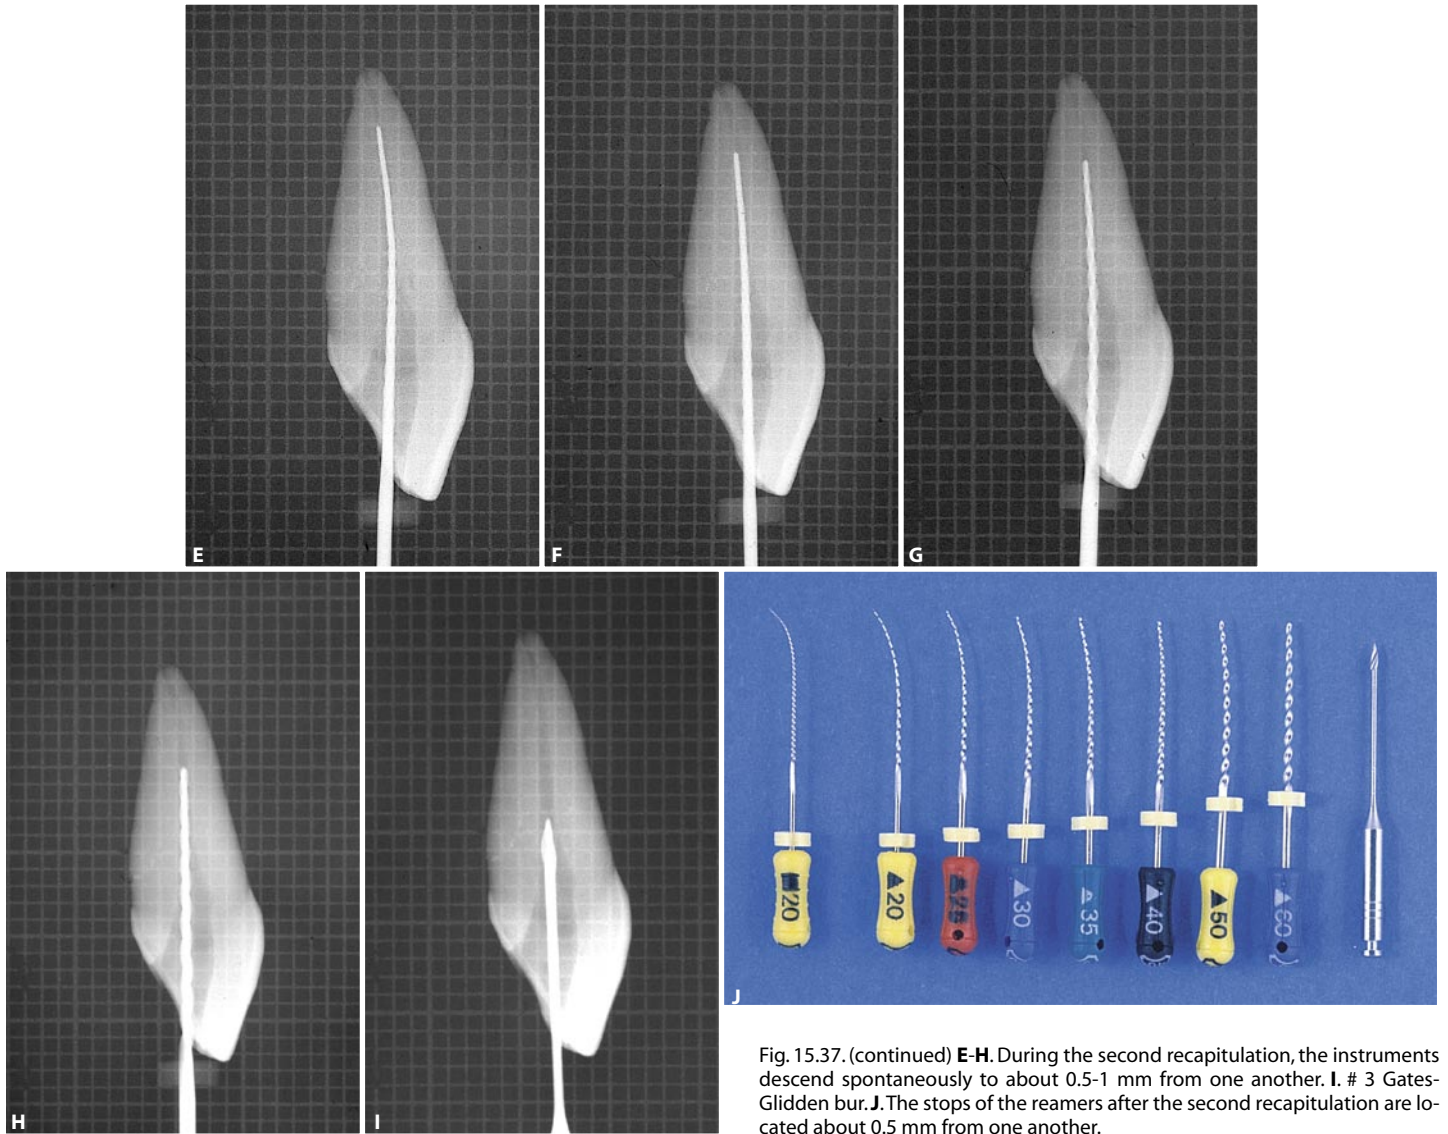 E
F
G
H
I
20
20
25
30
35
40
50
60
J
Fig. 15.37. (continued) E-H. During the second recapitulation, the instruments
descend spontaneously to about 0.5-1 mm from one another. I. # 3 Gates-
Glidden bur. J. The stops of the reamers after the second recapitulation are lo-
cated about 0.5 mm from one another.